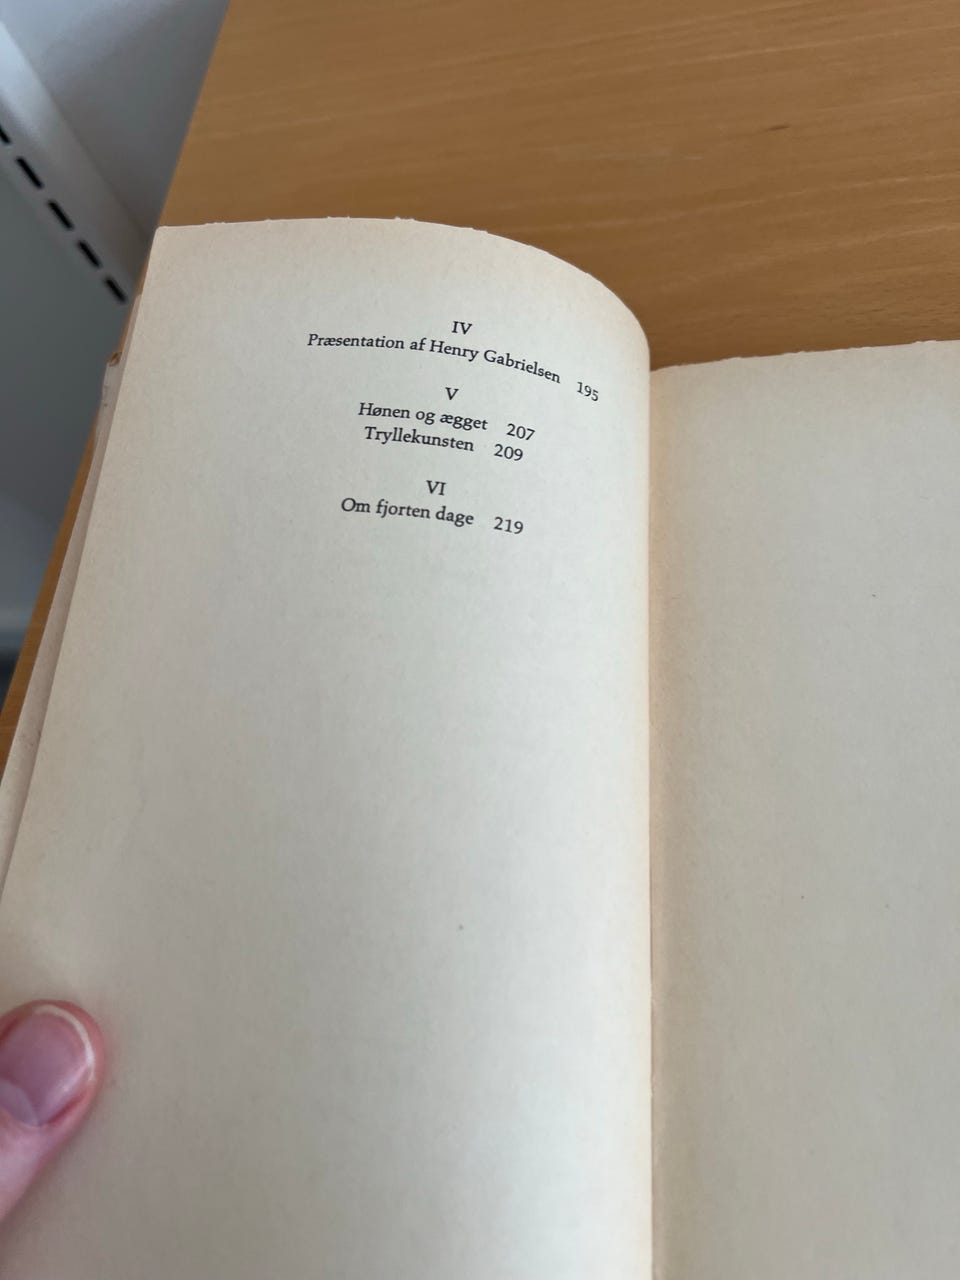 IV
Præsentation af Henry Gabrielsen 195
V
Hønen og ægget 207
Tryllekunsten 209
VI
Om fjorten dage 219